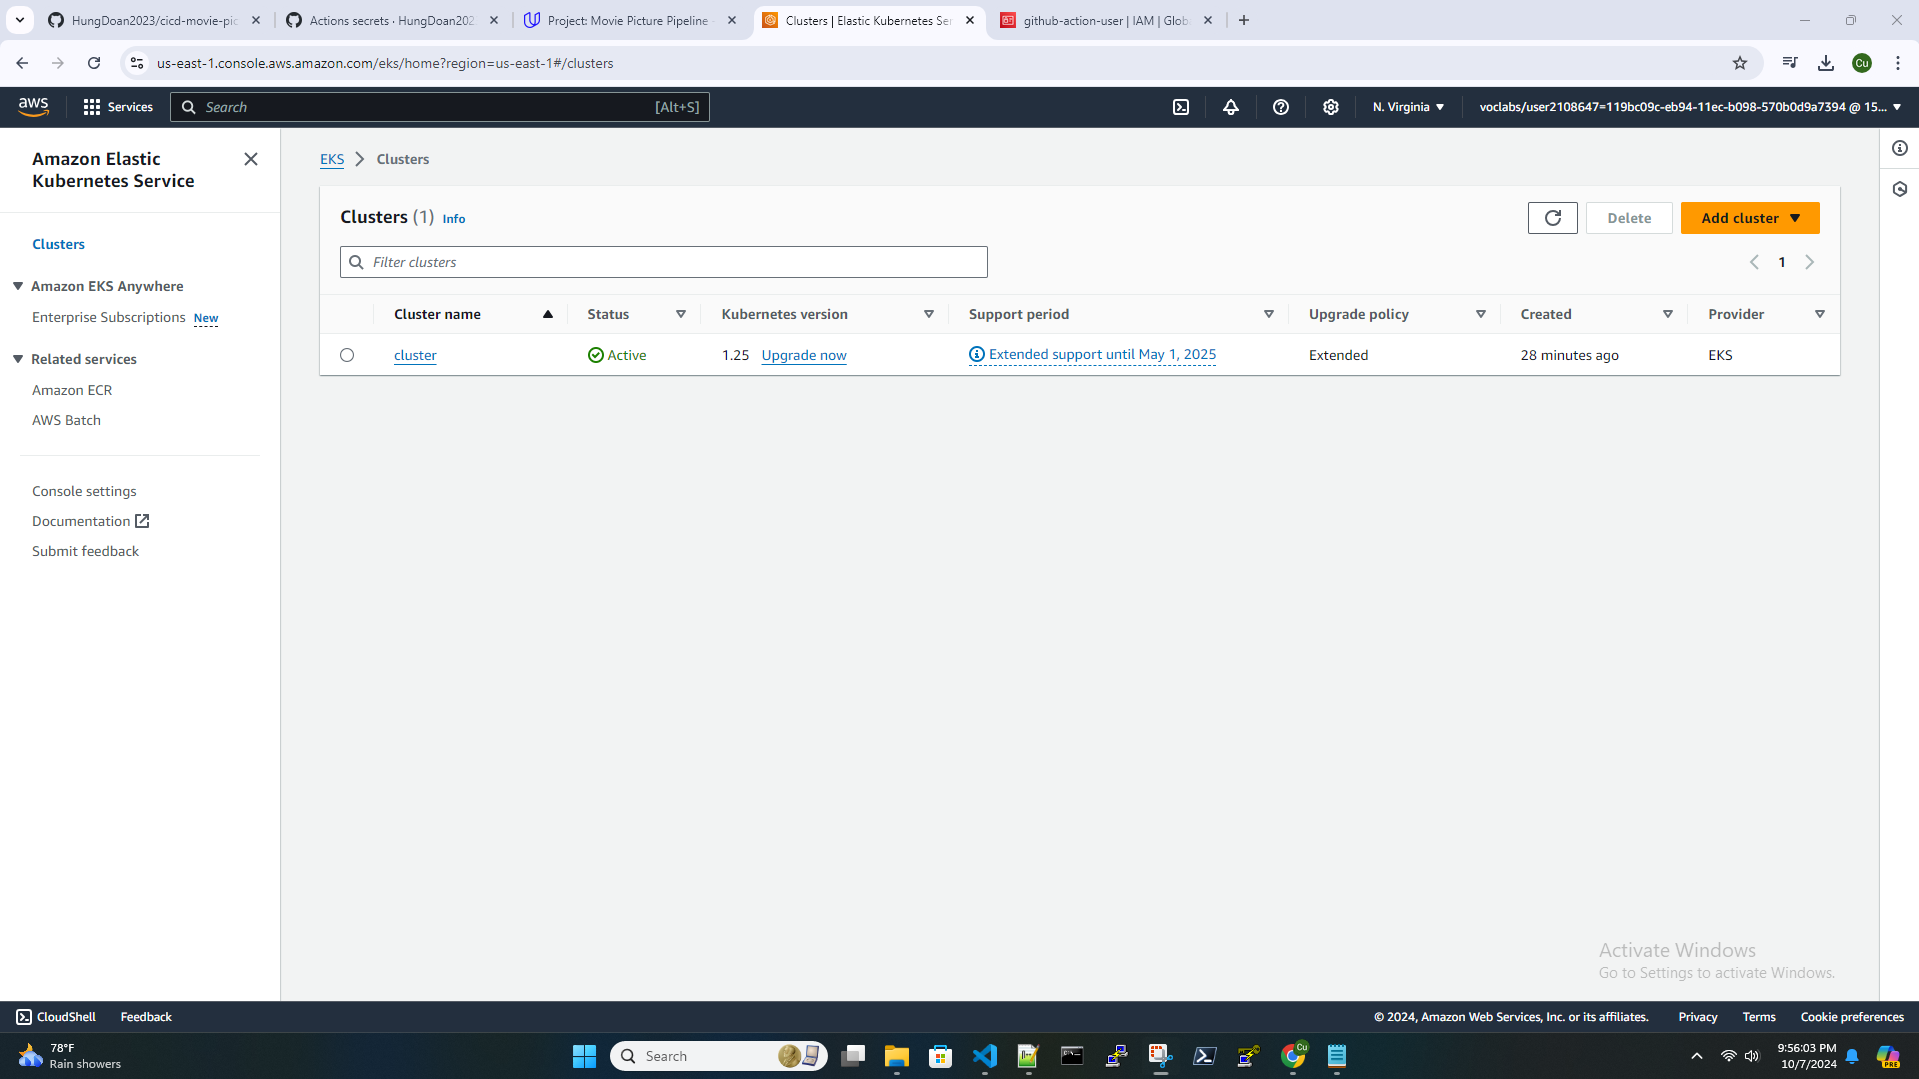 HungDoan2023/cicd-movie-pic
Actions secrets · HungDoan202
Project: Movie Picture Pipeline -
Clusters | Elastic Kubernetes Ser
github-action-user | IAM | Globa
us-east-1.console.aws.amazon.com/eks/home?region=us-east-1#/clusters
Cu
aws
Services
Search
[Alt+S]
N. Virginia
voclabs/user2108647=119bc09c-eb94-11ec-b098-570b0d9a7394 @ 15...
Amazon Elastic
Kubernetes Service
Clusters
Amazon EKS Anywhere
Enterprise Subscriptions New
Related services
Amazon ECR
AWS Batch
Console settings
Documentation
Submit feedback
EKS
Clusters
Clusters (1) Info
Delete
Add cluster
Filter clusters
1
Cluster name
Status
Kubernetes version
Support period
Upgrade policy
Created
Provider
cluster
Active
1.25 Upgrade now
Extended support until May 1, 2025
Extended
28 minutes ago
EKS
Activate Windows
Go to Settings to activate Windows.
CloudShell
Feedback
© 2024, Amazon Web Services, Inc. or its affiliates.
Privacy
Terms
Cookie preferences
78°F
Rain showers
Search
Cu
9:56:03 PM
10/7/2024
PRE